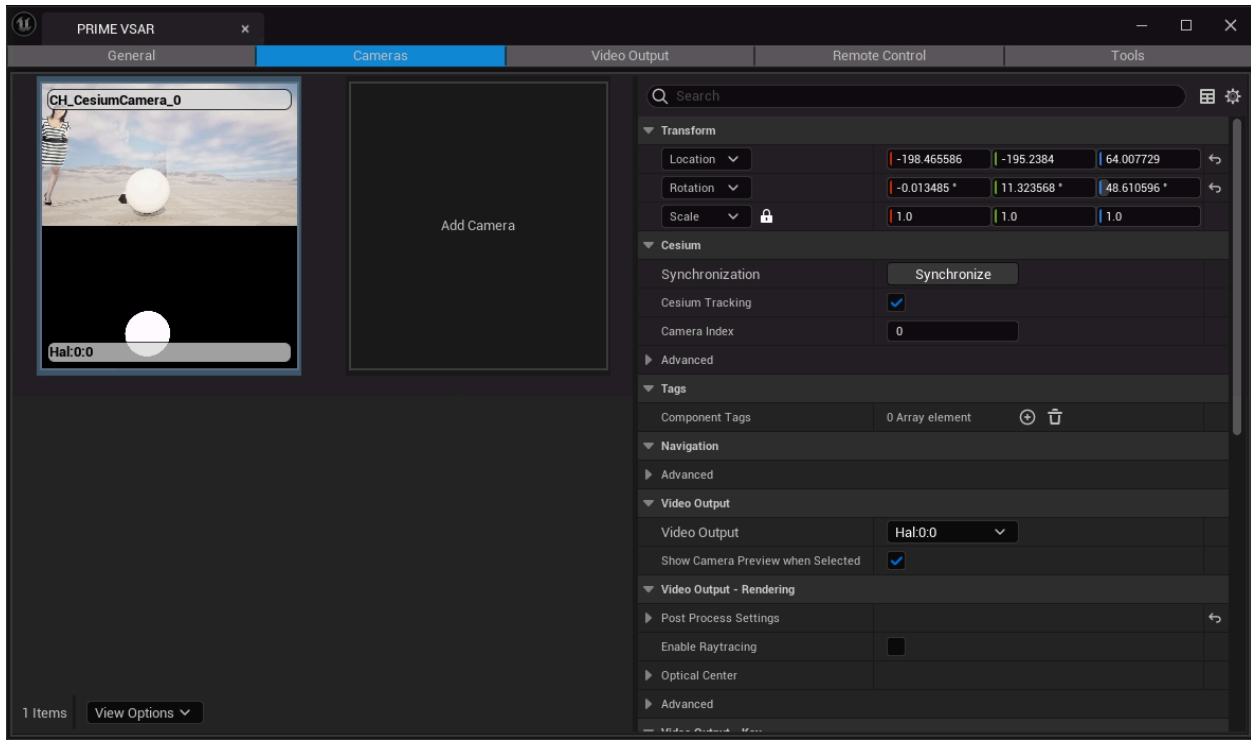 PRIME VSAR
General Cameras Video Output Remote Control Tools
CH_CesiumCamera_0
Hal:0:0
Add Camera
1 Items View Options
Search
Transform
Location -198.465586 -195.2384 64.007729
Rotation -0.013485 ° 11.323568 ° 48.610596 °
Scale 1.0 1.0 1.0
Cesium
Synchronization Synchronize
Cesium Tracking
Camera Index 0
Advanced
Tags
Component Tags 0 Array element
Navigation
Advanced
Video Output
Video Output Hal:0:0
Show Camera Preview when Selected
Video Output - Rendering
Post Process Settings
Enable Raytracing
Optical Center
Advanced
Video Output - Key